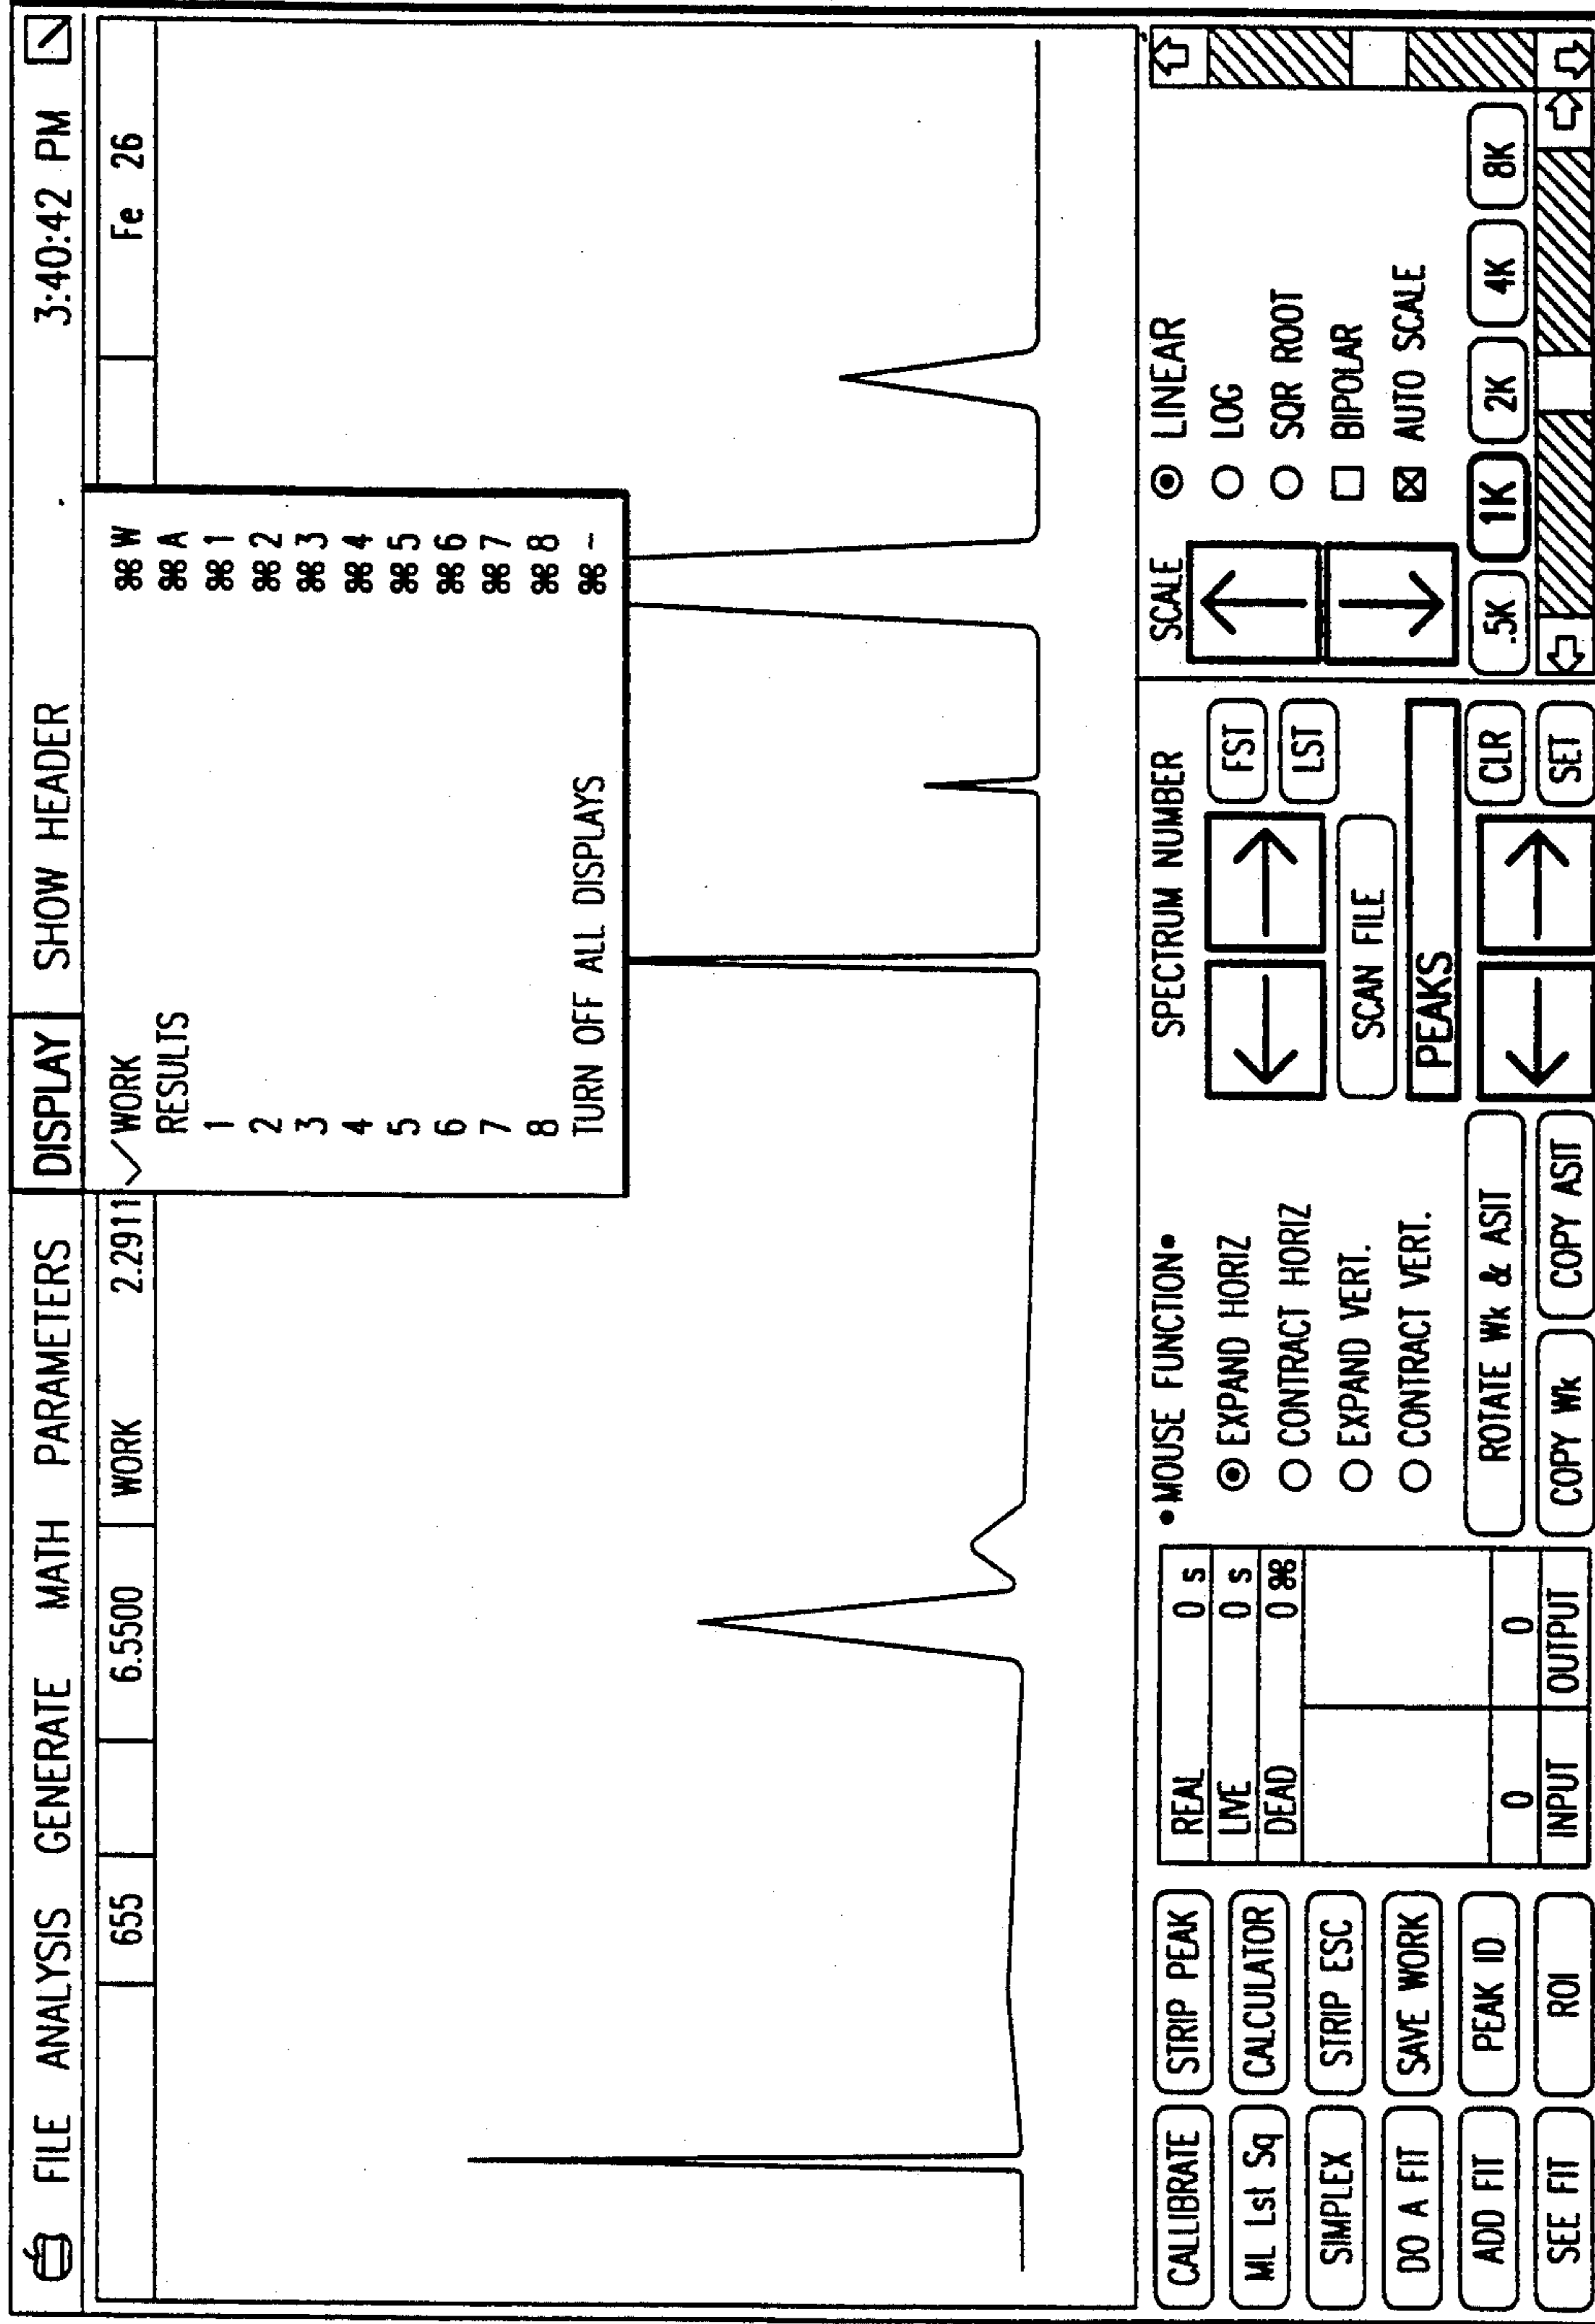 FILE ANALYSIS GENERATE MATH PARAMETERS DISPLAY SHOW HEADER 3:40:42 PM
655 6.5500 WORK 2.2911 Fe 26
✓WORK ⌘ W
RESULTS ⌘ A
1 ⌘ 1
2 ⌘ 2
3 ⌘ 3
4 ⌘ 4
5 ⌘ 5
6 ⌘ 6
7 ⌘ 7
8 ⌘ 8
TURN OFF ALL DISPLAYS ⌘ -
CALLIBRATE STRIP PEAK
ML Lst Sq CALCULATOR
SIMPLEX STRIP ESC
DO A FIT SAVE WORK
ADD FIT PEAK ID
SEE FIT ROI
REAL 0 s
LIVE 0 s
DEAD 0 ⌘
0 0
INPUT OUTPUT
•MOUSE FUNCTION•
EXPAND HORIZ
CONTRACT HORIZ
EXPAND VERT.
CONTRACT VERT.
ROTATE Wk & ASIT
COPY Wk COPY ASIT
SPECTRUM NUMBER
FST
LST
SCAN FILE
PEAKS
CLR
SET
SCALE
LINEAR
LOG
SQR ROOT
BIPOLAR
AUTO SCALE
.5K 1K 2K 4K 8K